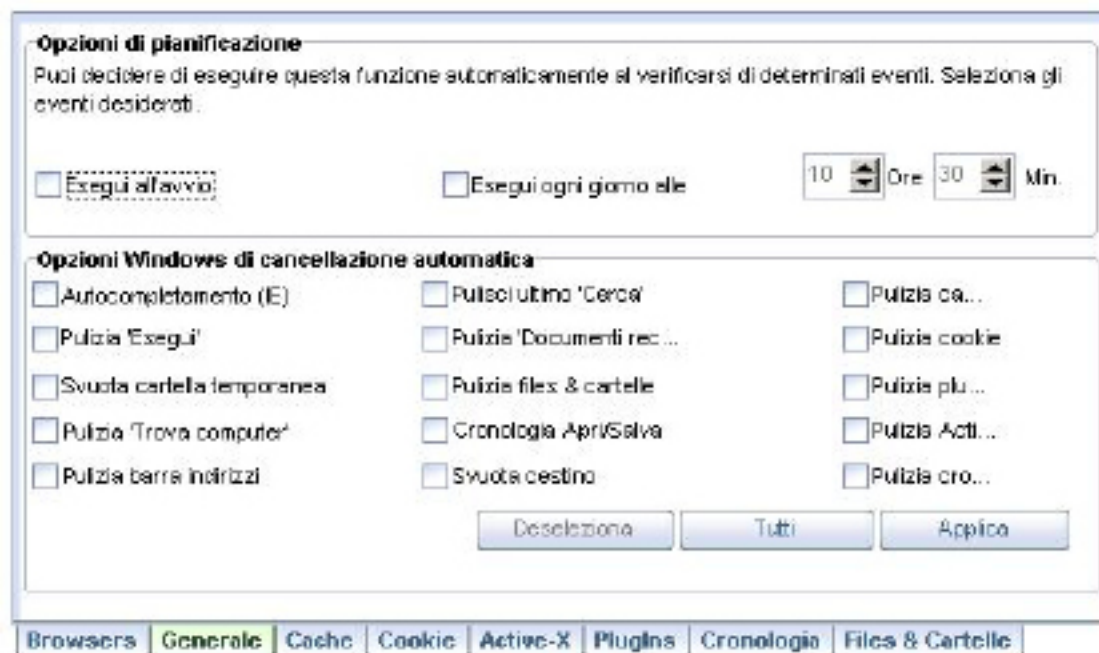 Opzioni di pianificazione
Puoi decidere di eseguire questa funzione automaticamente al verificarsi di determinati eventi. Seleziona gli
eventi desiderati.
Esegui all'avvio Esegui ogni giorno alle 10 Ore 30 Min.
Opzioni Windows di cancellazione automatica
Autocompletamento (IE) Pulisci ultimo 'Cerca' Pulizia ca...
Pulizia 'Esegui' Pulizia 'Documenti rec... Pulizia cookie
Svuota cartella temporanea Pulizia files & cartelle Pulizia plu...
Pulizia 'Trova computer' Cronologia Apri/Salva Pulizia Acti...
Pulizia barra indirizzi Svuota cestino Pulizia cro...
Deseleziona Tutti Applica
Browsers Generale Cache Cookie Active-X PlugIns Cronologia Files & Cartelle